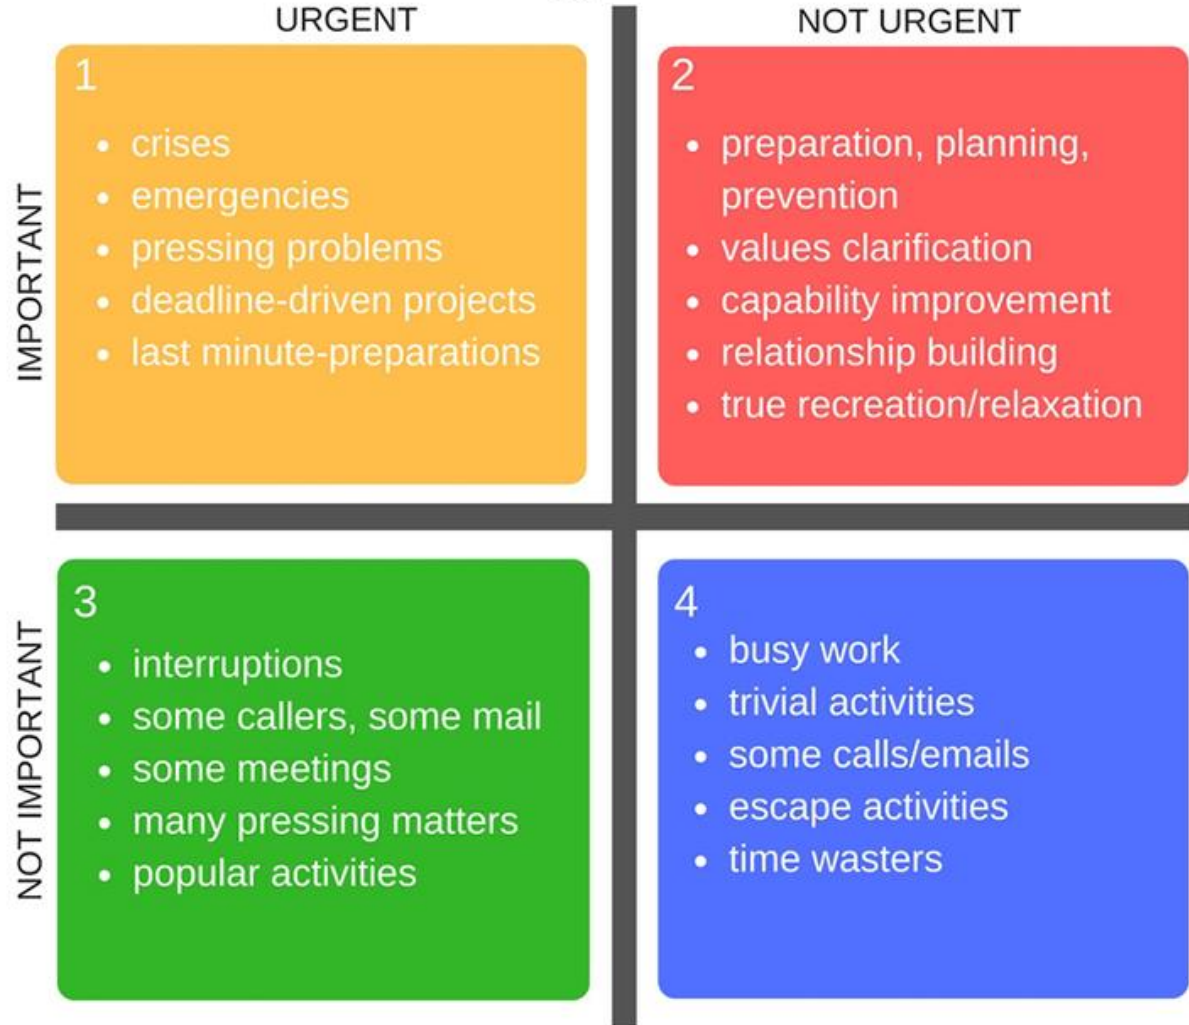 URGENT
NOT URGENT
IMPORTANT
1
• crises
• emergencies
• pressing problems
• deadline-driven projects
• last minute-preparations
2
• preparation, planning,
prevention
• values clarification
• capability improvement
• relationship building
• true recreation/relaxation
NOT IMPORTANT
3
• interruptions
• some callers, some mail
• some meetings
• many pressing matters
• popular activities
4
• busy work
• trivial activities
• some calls/emails
• escape activities
• time wasters